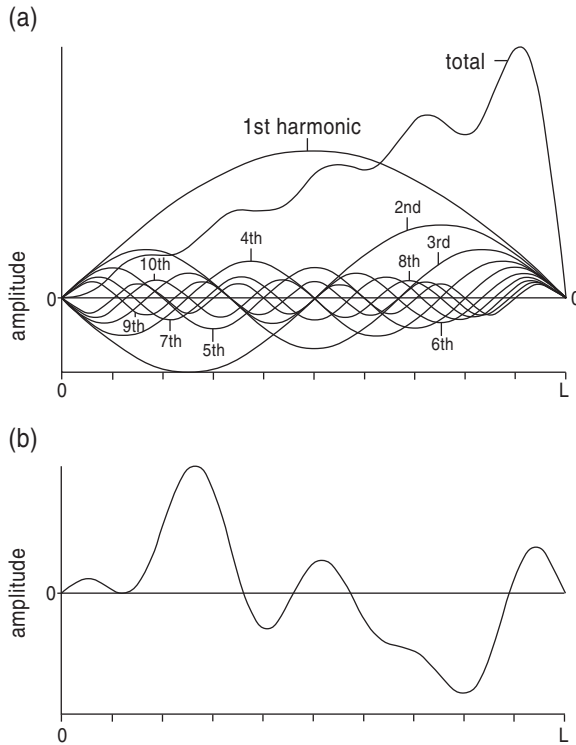 (a)
total
1st harmonic
2nd
3rd
4th
10th
8th
0
0
9th
7th
5th
6th
amplitude
0
L
(b)
amplitude
0
0
L